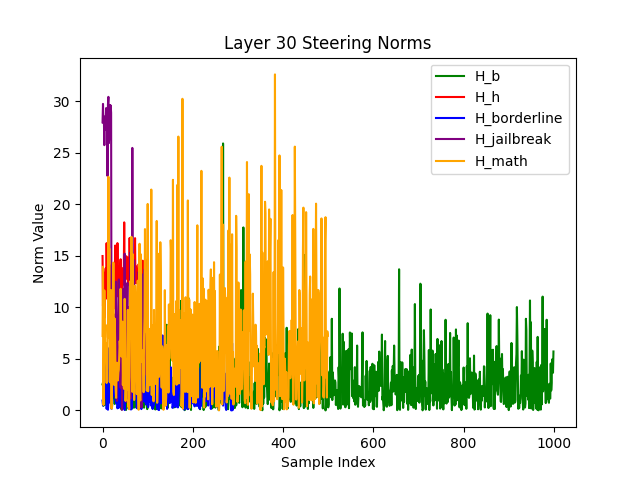 Layer 30 Steering Norms
H_b
H_h
H_borderline
H_jailbreak
H_math
Norm Value
30
25
20
15
10
5
0
0
200
400
600
800
1000
Sample Index